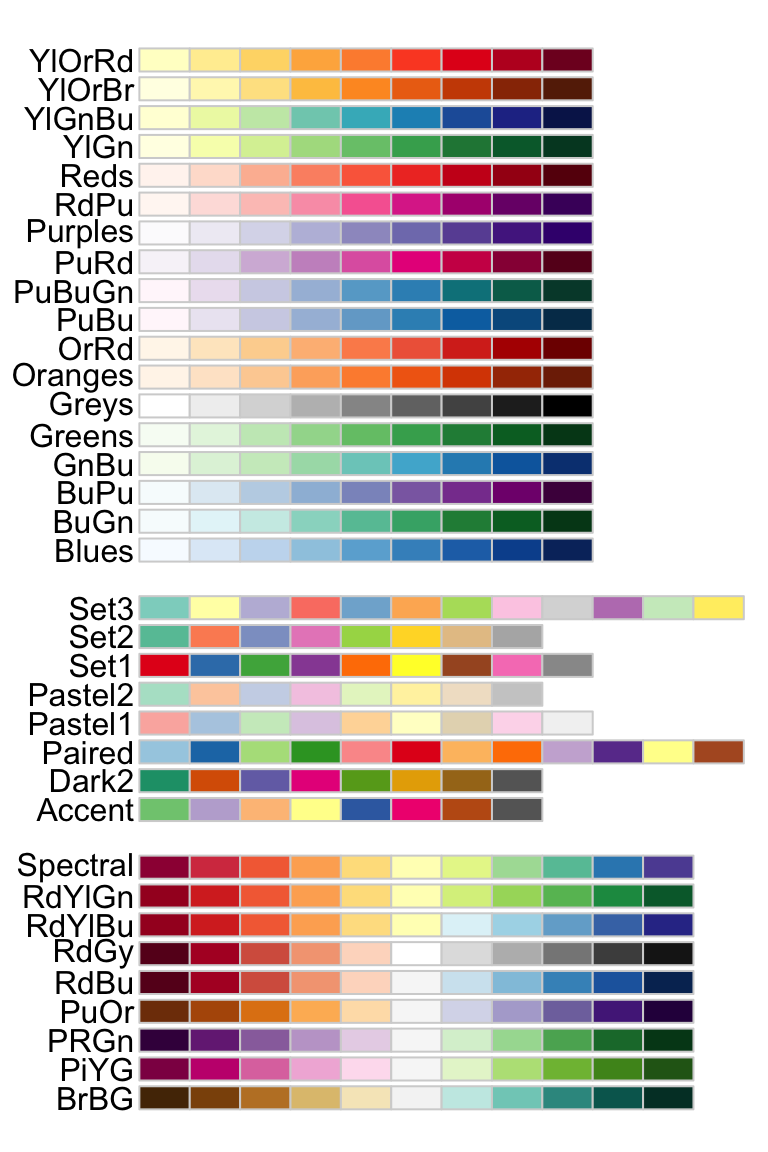 YlOrRd
YlOrBr
YlGnBu
YlGn
Reds
RdPu
Purples
PuRd
PuBuGn
PuBu
OrRd
Oranges
Greys
Greens
GnBu
BuPu
BuGn
Blues
Set3
Set2
Set1
Pastel2
Pastel1
Paired
Dark2
Accent
Spectral
RdYlGn
RdYlBu
RdGy
RdBu
PuOr
PRGn
PiYG
BrBG